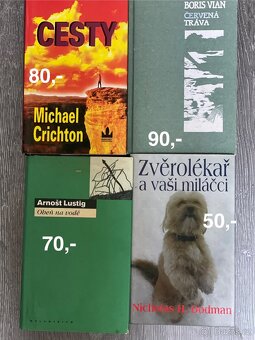 CESTY
80,-
Michael
Crichton
BORIS VIAN
ČERVENÁ
TRÁVA
90,-
Arnošt Lustig
Oheň na vodě
70,-
Zvěrolékař
a vaši miláčci
50,-
Nicholas H. Dodman